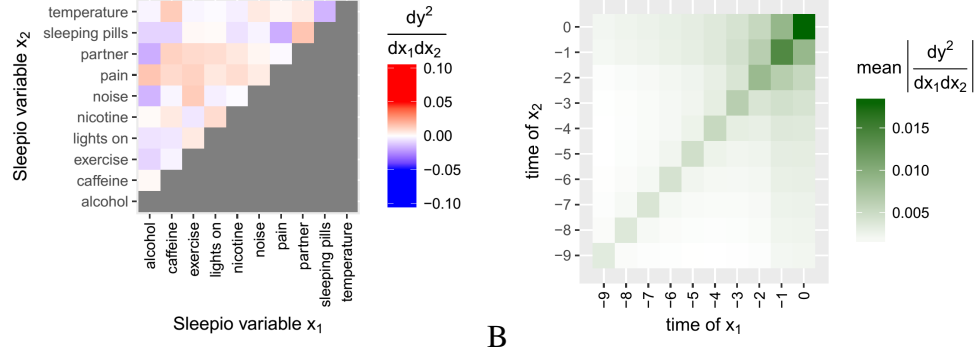 Sleepio variable x2
temperature
sleeping pills
partner
pain
noise
nicotine
lights on
exercise
caffeine
alcohol
alcohol
caffeine
exercise
lights on
nicotine
noise
pain
partner
sleeping pills
temperature
Sleepio variable x1
dy²
dx1dx2
0.10
0.05
0.00
−0.05
−0.10
B
time of x2
0
−1
−2
−3
−4
−5
−6
−7
−8
−9
−9
−8
−7
−6
−5
−4
−3
−2
−1
0
time of x1
mean | dy² / dx1dx2 |
0.015
0.010
0.005